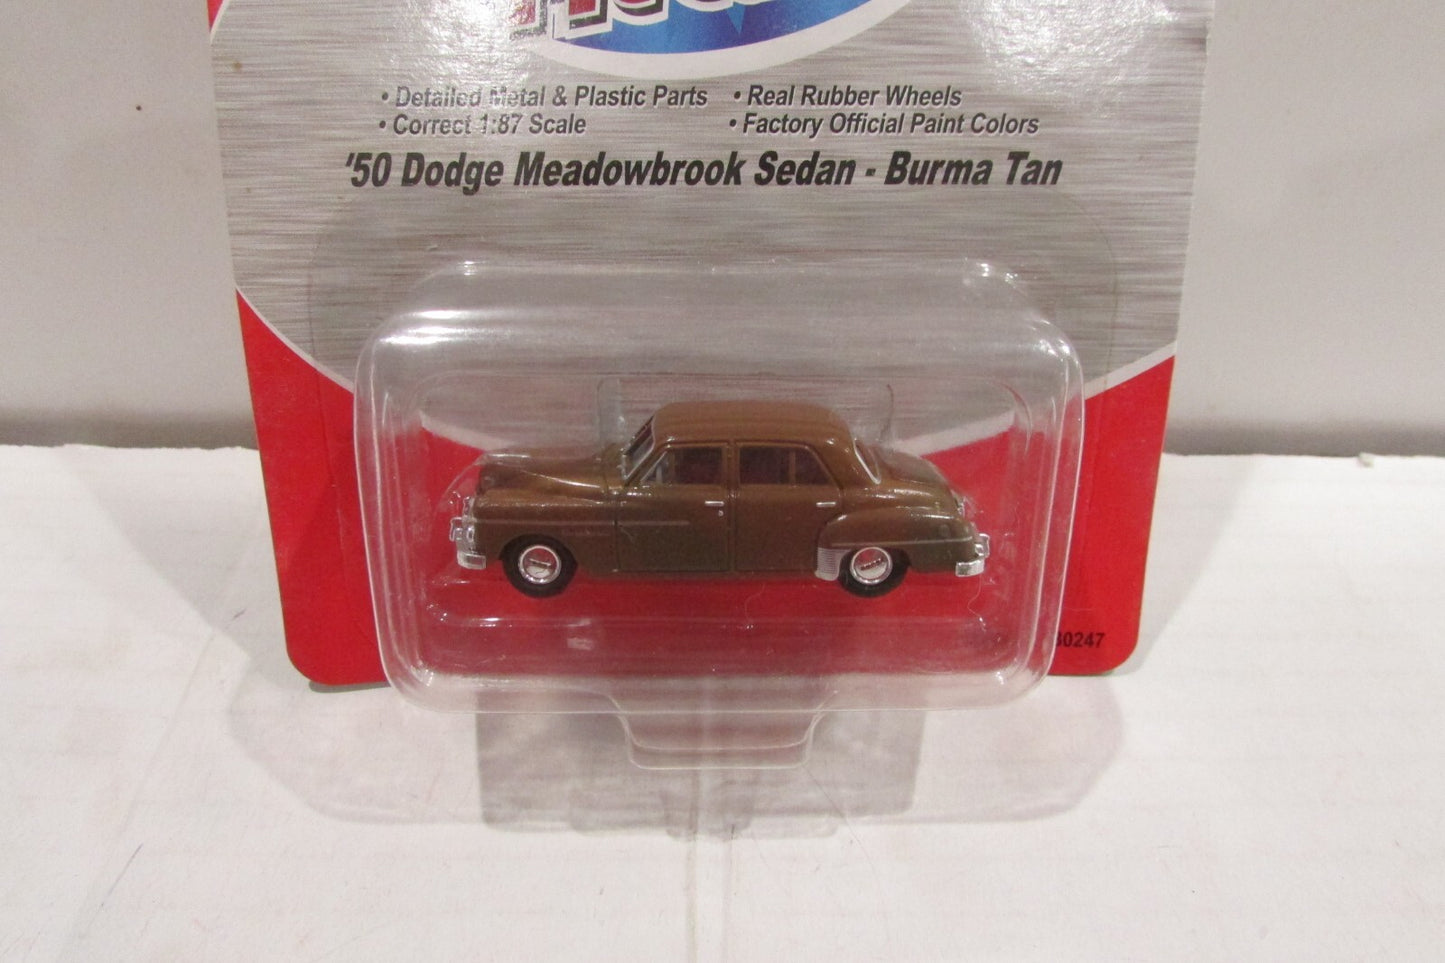 • Detailed Metal & Plastic Parts • Real Rubber Wheels
• Correct 1:87 Scale • Factory Official Paint Colors
'50 Dodge Meadowbrook Sedan - Burma Tan
30247